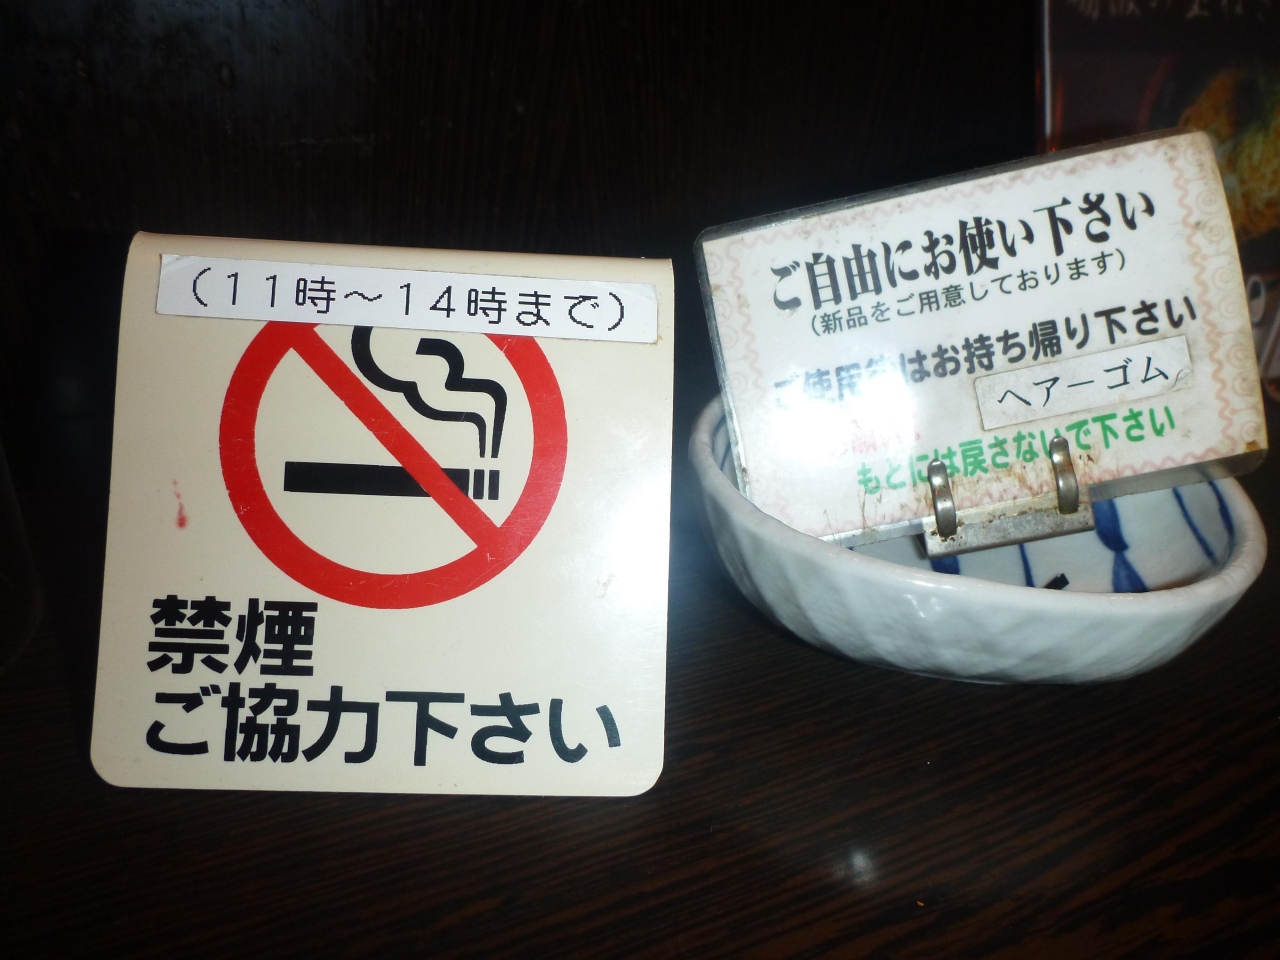 （11時～14時まで）
禁煙
ご協力下さい
ご自由にお使い下さい
（新品をご用意しております）
ご使用後はお持ち帰り下さい
ヘアーゴム
もとには戻さないで下さい